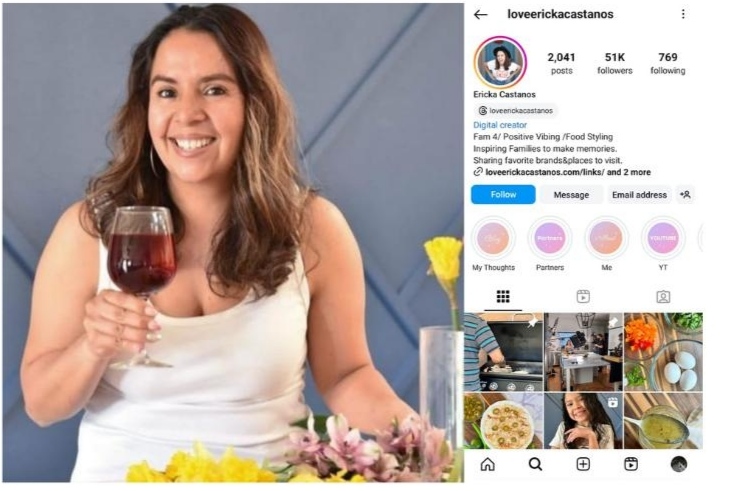 loveerickacastanos
2,041 51K 769
posts followers following
Ericka Castanos
loveerickacastanos
Digital creator
Fam 4/ Positive Vibing /Food Styling
Inspiring Families to make memories.
Sharing favorite brands&places to visit.
loveerickacastanos.com/links/ and 2 more
Follow Message Email address
Partners YOUTUBE
My Thoughts Partners Me YT